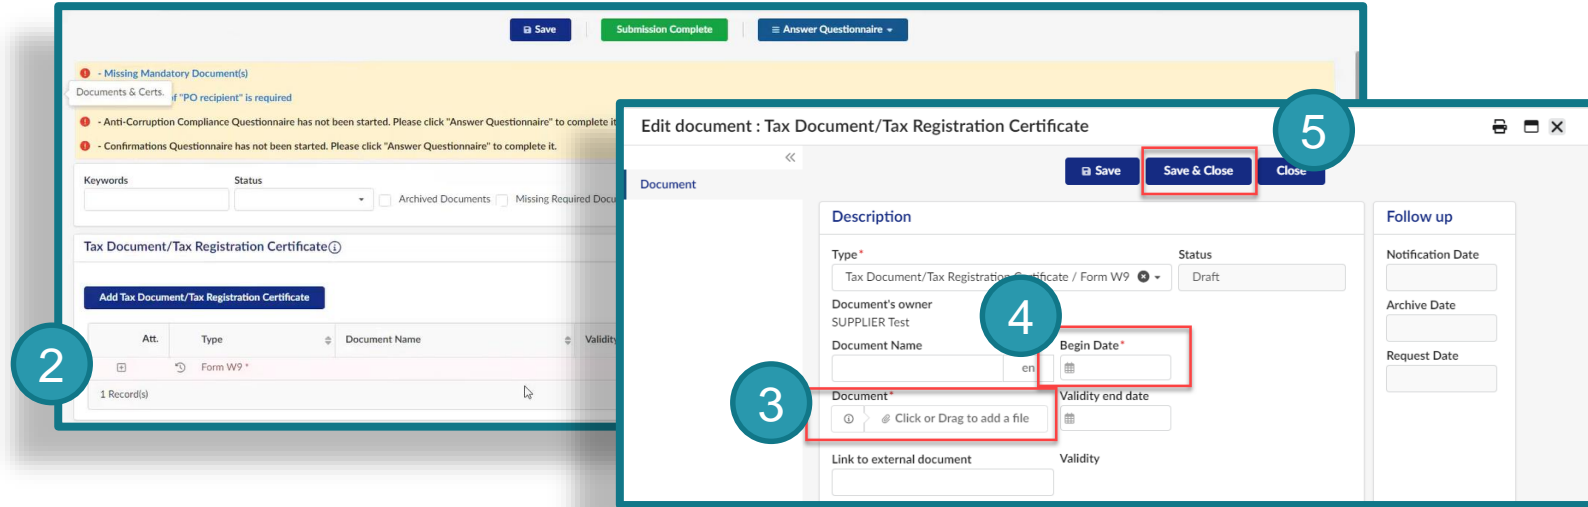 Save
Submission Complete
Answer Questionnaire
- Missing Mandatory Document(s)
Documents & Certs.
f "PO recipient" is required
- Anti-Corruption Compliance Questionnaire has not been started. Please click "Answer Questionnaire" to complete it
- Confirmations Questionnaire has not been started. Please click "Answer Questionnaire" to complete it.
Keywords
Status
Archived Documents
Missing Required Docu
Tax Document/Tax Registration Certificate
Add Tax Document/Tax Registration Certificate
Att.
Type
Document Name
Validity
2
Form W9 *
1 Record(s)
Edit document : Tax Document/Tax Registration Certificate
5
Document
Save
Save & Close
Close
Description
Follow up
Type*
Status
Notification Date
Tax Document/Tax Registration Certificate / Form W9
Draft
Document's owner
Archive Date
SUPPLIER Test
4
Document Name
Begin Date*
Request Date
en
3
Document*
Validity end date
Click or Drag to add a file
Link to external document
Validity